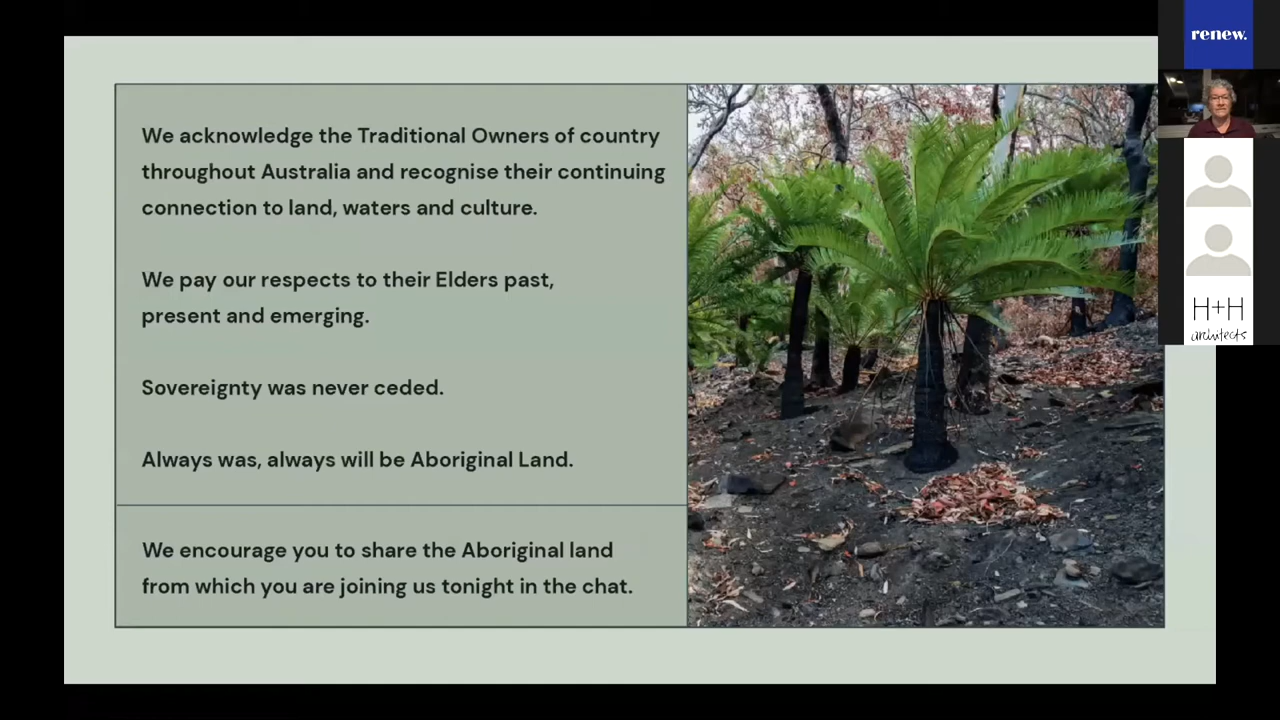 We acknowledge the Traditional Owners of country
throughout Australia and recognise their continuing
connection to land, waters and culture.
We pay our respects to their Elders past,
present and emerging.
Sovereignty was never ceded.
Always was, always will be Aboriginal Land.
We encourage you to share the Aboriginal land
from which you are joining us tonight in the chat.
renew.
H+H
architects